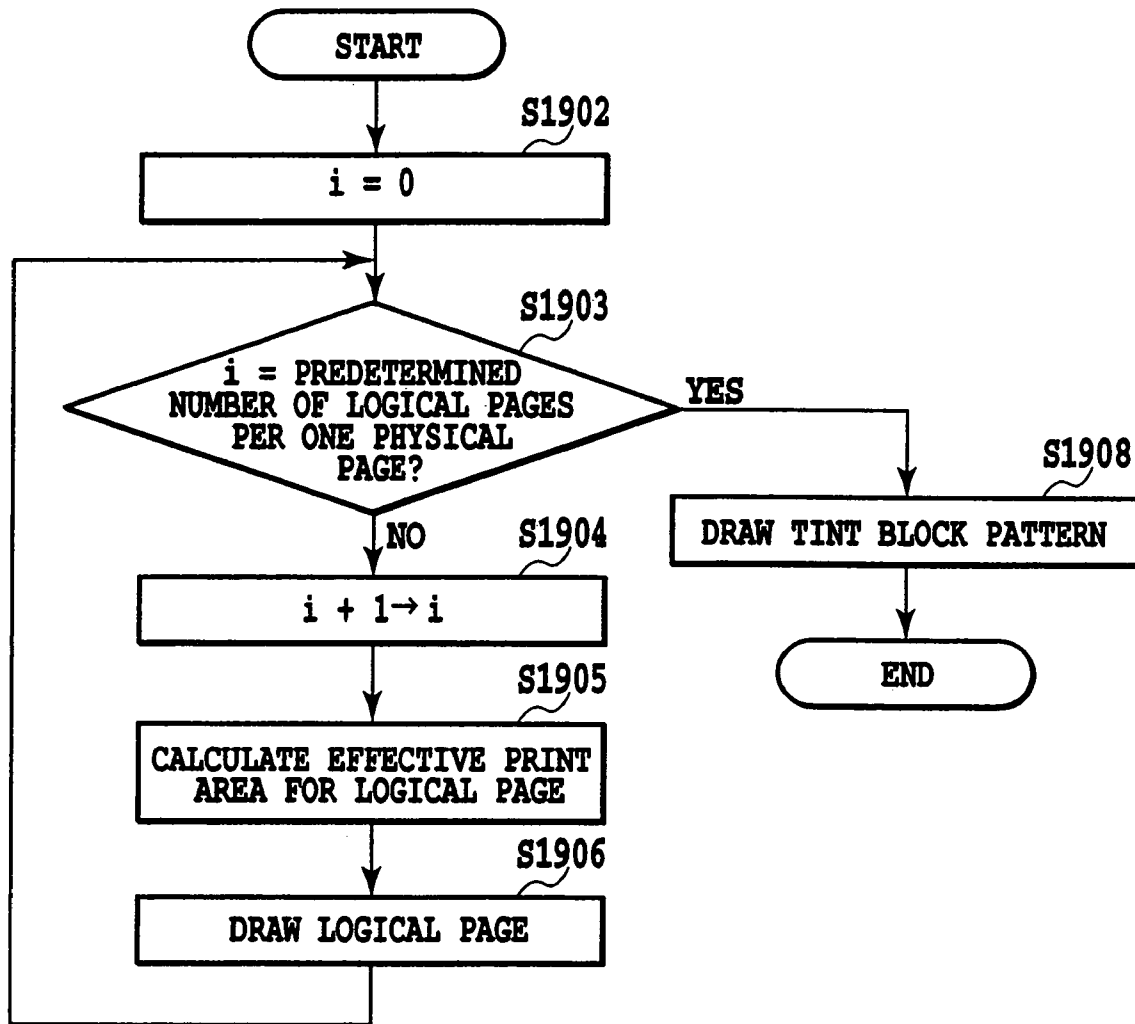 START
S1902
i = 0
S1903
i = PREDETERMINED
NUMBER OF LOGICAL PAGES
PER ONE PHYSICAL
PAGE?
YES
NO
S1908
DRAW TINT BLOCK PATTERN
END
S1904
i + 1→ i
S1905
CALCULATE EFFECTIVE PRINT
AREA FOR LOGICAL PAGE
S1906
DRAW LOGICAL PAGE